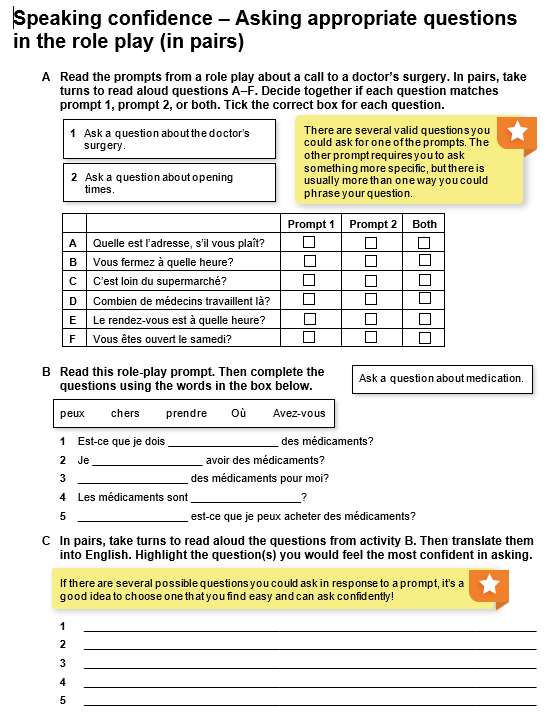 Speaking confidence – Asking appropriate questions
in the role play (in pairs)
A Read the prompts from a role play about a call to a doctor's surgery. In pairs, take
turns to read aloud questions A–F. Decide together if each question matches
prompt 1, prompt 2, or both. Tick the correct box for each question.
1 Ask a question about the doctor's
surgery.
2 Ask a question about opening
times.
There are several valid questions you
could ask for one of the prompts. The
other prompt requires you to ask
something more specific, but there is
usually more than one way you could
phrase your question.
Prompt 1 Prompt 2 Both
A Quelle est l'adresse, s'il vous plaît?
B Vous fermez à quelle heure?
C C'est loin du supermarché?
D Combien de médecins travaillent là?
E Le rendez-vous est à quelle heure?
F Vous êtes ouvert le samedi?
B Read this role-play prompt. Then complete the
questions using the words in the box below.
Ask a question about medication.
peux chers prendre Où Avez-vous
1 Est-ce que je dois ____________________ des médicaments?
2 Je ____________________ avoir des médicaments?
3 ____________________ des médicaments pour moi?
4 Les médicaments sont ____________________?
5 ____________________ est-ce que je peux acheter des médicaments?
C In pairs, take turns to read aloud the questions from activity B. Then translate them
into English. Highlight the question(s) you would feel the most confident in asking.
If there are several possible questions you could ask in response to a prompt, it's a
good idea to choose one that you find easy and can ask confidently!
1
2
3
4
5